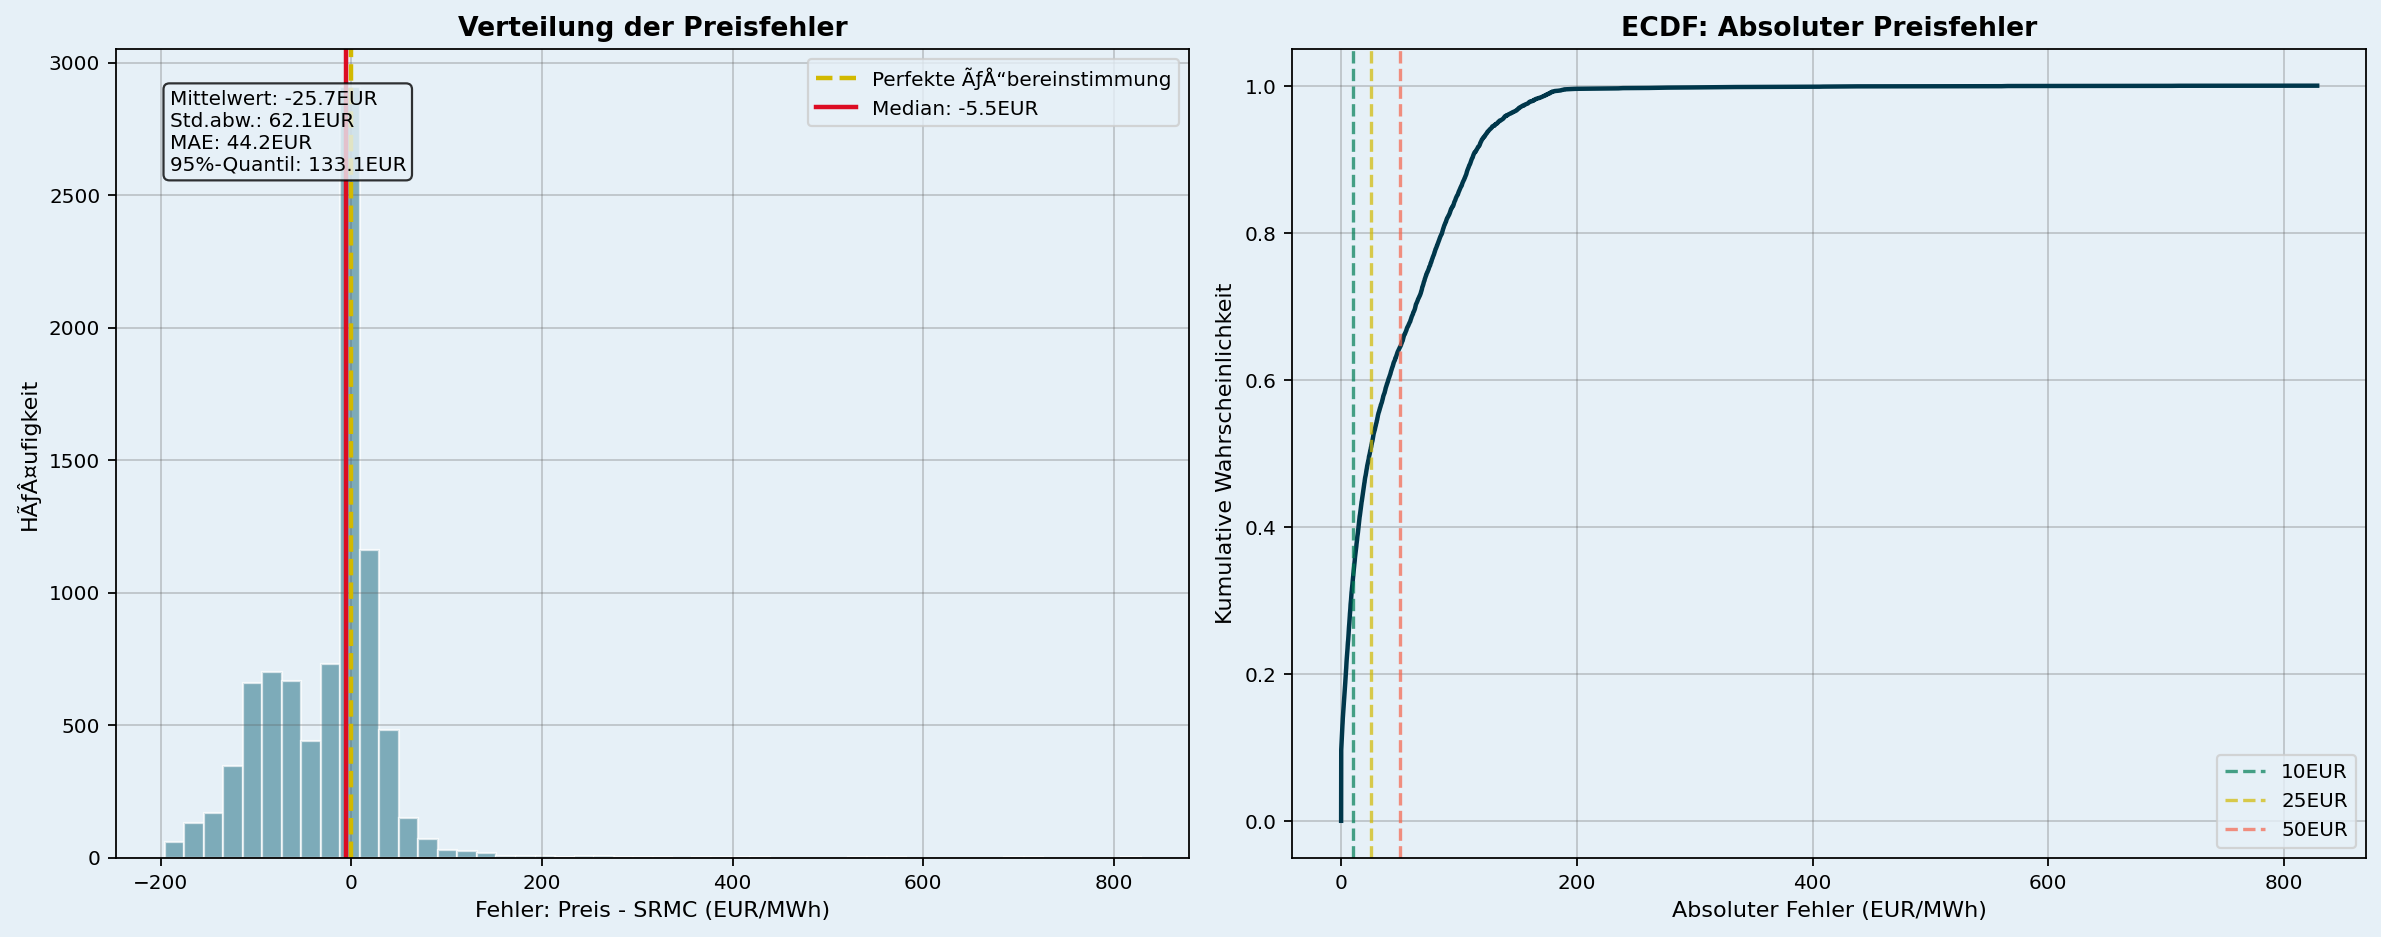 Verteilung der Preisfehler
3000
2500
2000
1500
1000
500
0
HÃƒÂ¤ufigkeit
Mittelwert: -25.7EUR
Std.abw.: 62.1EUR
MAE: 44.2EUR
95%-Quantil: 133.1EUR
Perfekte ÃƒÅ“bereinstimmung
Median: -5.5EUR
−200 0 200 400 600 800
Fehler: Preis - SRMC (EUR/MWh)
ECDF: Absoluter Preisfehler
1.0
0.8
0.6
0.4
0.2
0.0
Kumulative Wahrscheinlichkeit
10EUR
25EUR
50EUR
0 200 400 600 800
Absoluter Fehler (EUR/MWh)